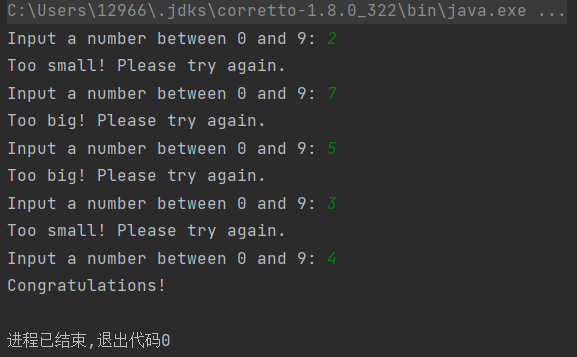 C:\Users\12966\.jdks\corretto-1.8.0_322\bin\java.exe ...
Input a number between 0 and 9: 2
Too small! Please try again.
Input a number between 0 and 9: 7
Too big! Please try again.
Input a number between 0 and 9: 5
Too big! Please try again.
Input a number between 0 and 9: 3
Too small! Please try again.
Input a number between 0 and 9: 4
Congratulations!
进程已结束,退出代码0